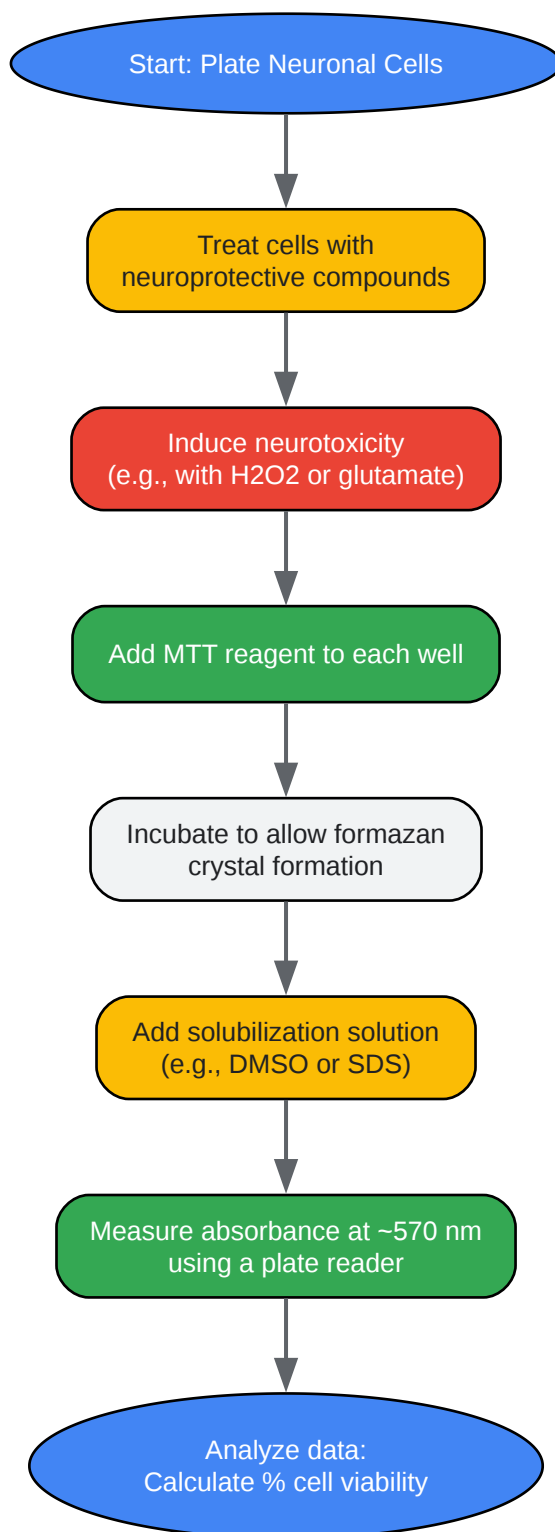 Start: Plate Neuronal Cells
Treat cells with
neuroprotective compounds
Induce neurotoxicity
(e.g., with H2O2 or glutamate)
Add MTT reagent to each well
Incubate to allow formazan
crystal formation
Add solubilization solution
(e.g., DMSO or SDS)
Measure absorbance at ~570 nm
using a plate reader
Analyze data:
Calculate % cell viability